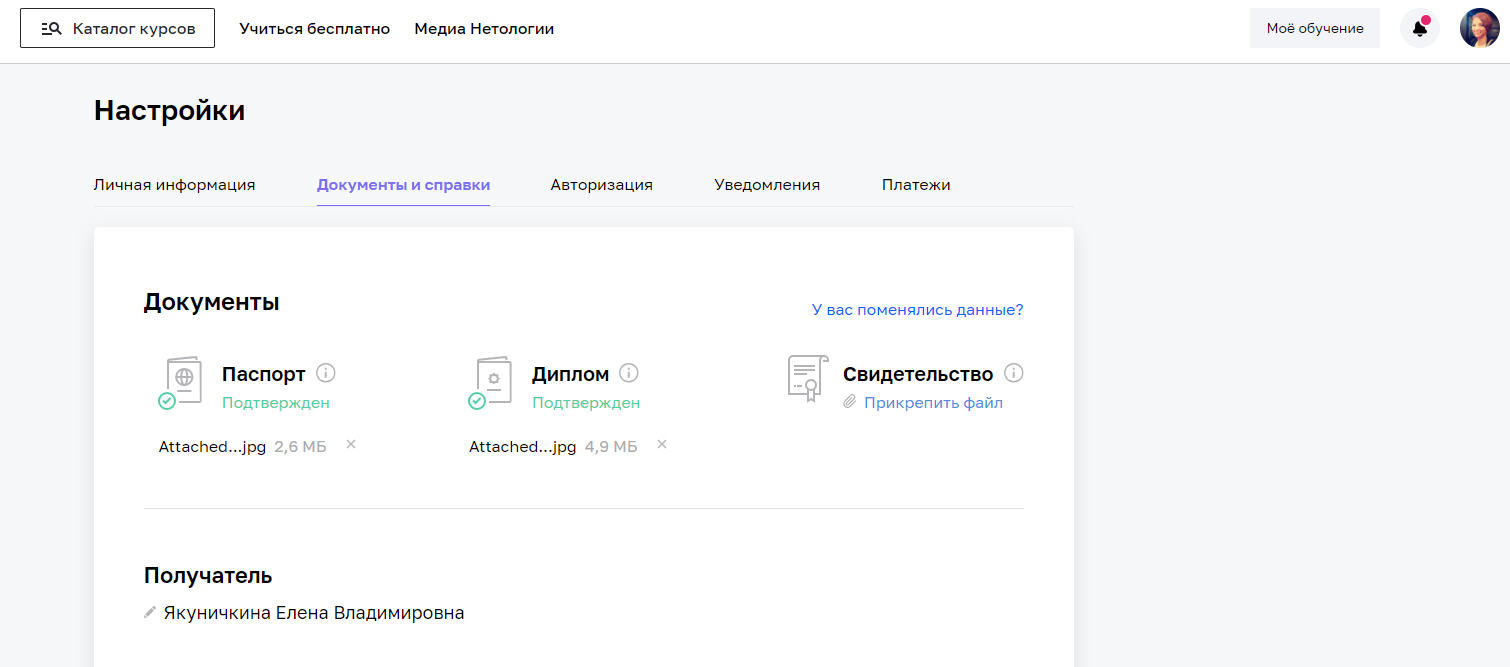 Каталог курсов Учиться бесплатно Медиа Нетологии Моё обучение
Настройки
Личная информация Документы и справки Авторизация Уведомления Платежи
Документы
У вас поменялись данные?
Паспорт Диплом Свидетельство
Подтвержден Подтвержден Прикрепить файл
Attached...jpg 2,6 МБ × Attached...jpg 4,9 МБ ×
Получатель
Якуничкина Елена Владимировна